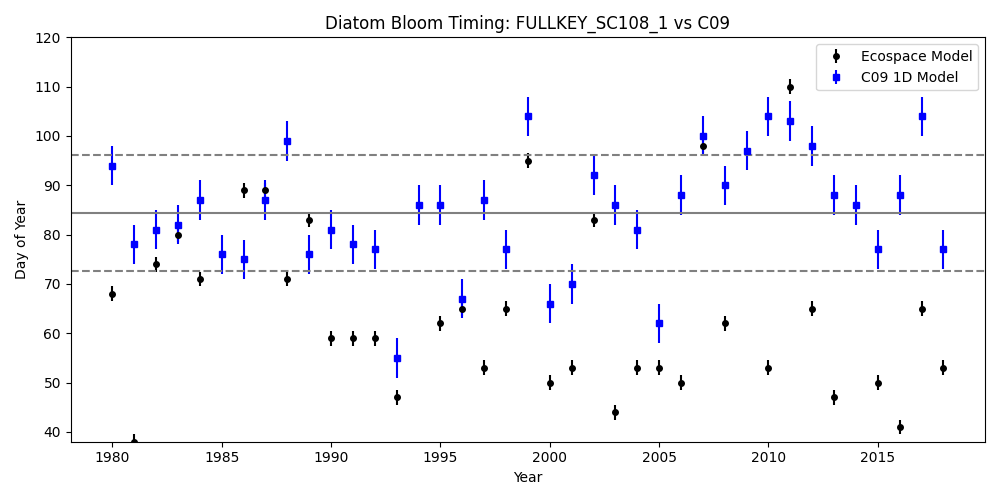 Diatom Bloom Timing: FULLKEY_SC108_1 vs C09
120
110
100
90
80
70
60
50
40
Day of Year
Ecospace Model
C09 1D Model
1980 1985 1990 1995 2000 2005 2010 2015
Year